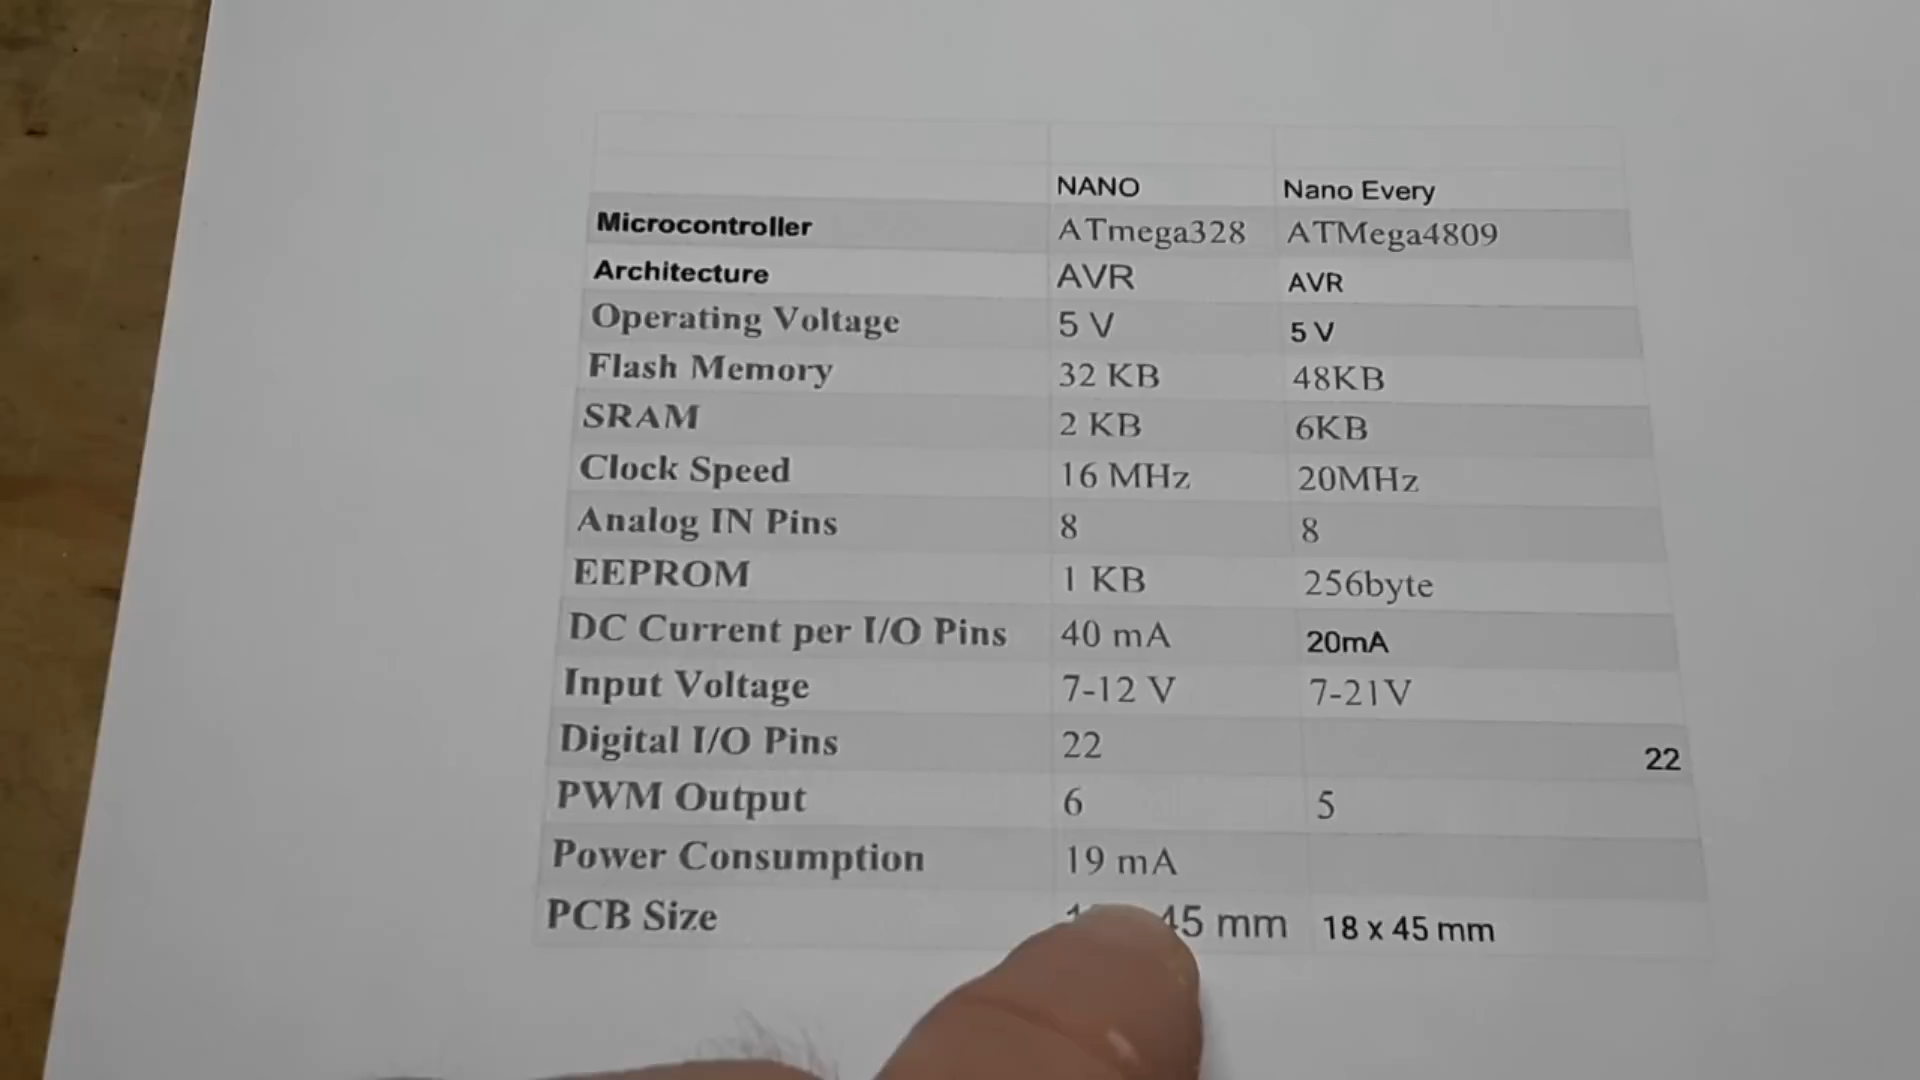 NANO Nano Every
Microcontroller ATmega328 ATMega4809
Architecture AVR AVR
Operating Voltage 5 V 5 V
Flash Memory 32 KB 48KB
SRAM 2 KB 6KB
Clock Speed 16 MHz 20MHz
Analog IN Pins 8 8
EEPROM 1 KB 256byte
DC Current per I/O Pins 40 mA 20mA
Input Voltage 7-12 V 7-21V
Digital I/O Pins 22 22
PWM Output 6 5
Power Consumption 19 mA
PCB Size 45 mm 18 x 45 mm